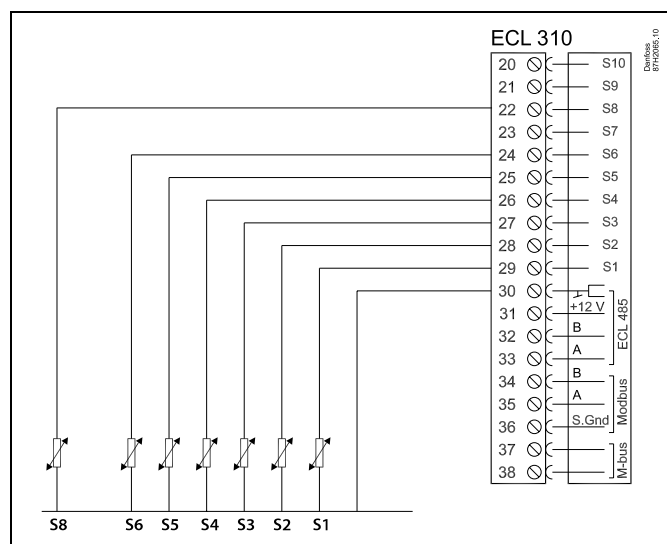 ECL 310
Danfoss
87H2065.10
20 S10
21 S9
22 S8
23 S7
24 S6
25 S5
26 S4
27 S3
28 S2
29 S1
30
31 +12 V
32 B
33 A
ECL 485
34 B
35 A
36 S.Gnd
Modbus
37
38
M-bus
S8 S6 S5 S4 S3 S2 S1